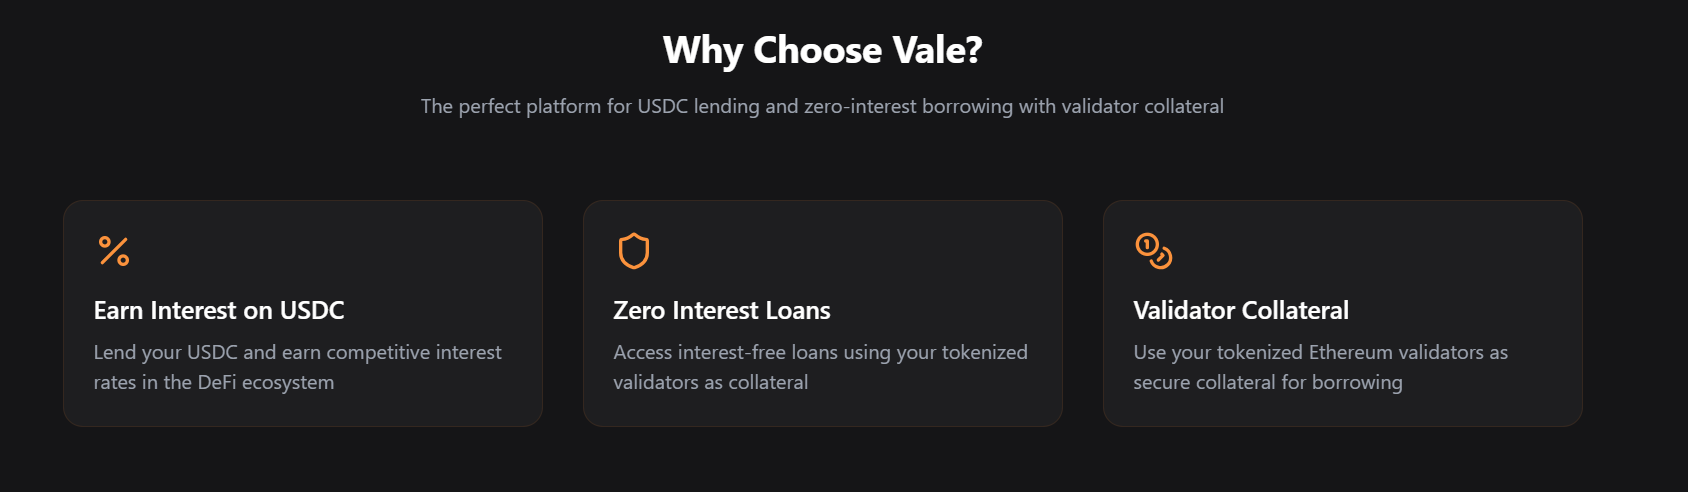 Why Choose Vale?
The perfect platform for USDC lending and zero-interest borrowing with validator collateral
Earn Interest on USDC
Lend your USDC and earn competitive interest
rates in the DeFi ecosystem
Zero Interest Loans
Access interest-free loans using your tokenized
validators as collateral
Validator Collateral
Use your tokenized Ethereum validators as
secure collateral for borrowing